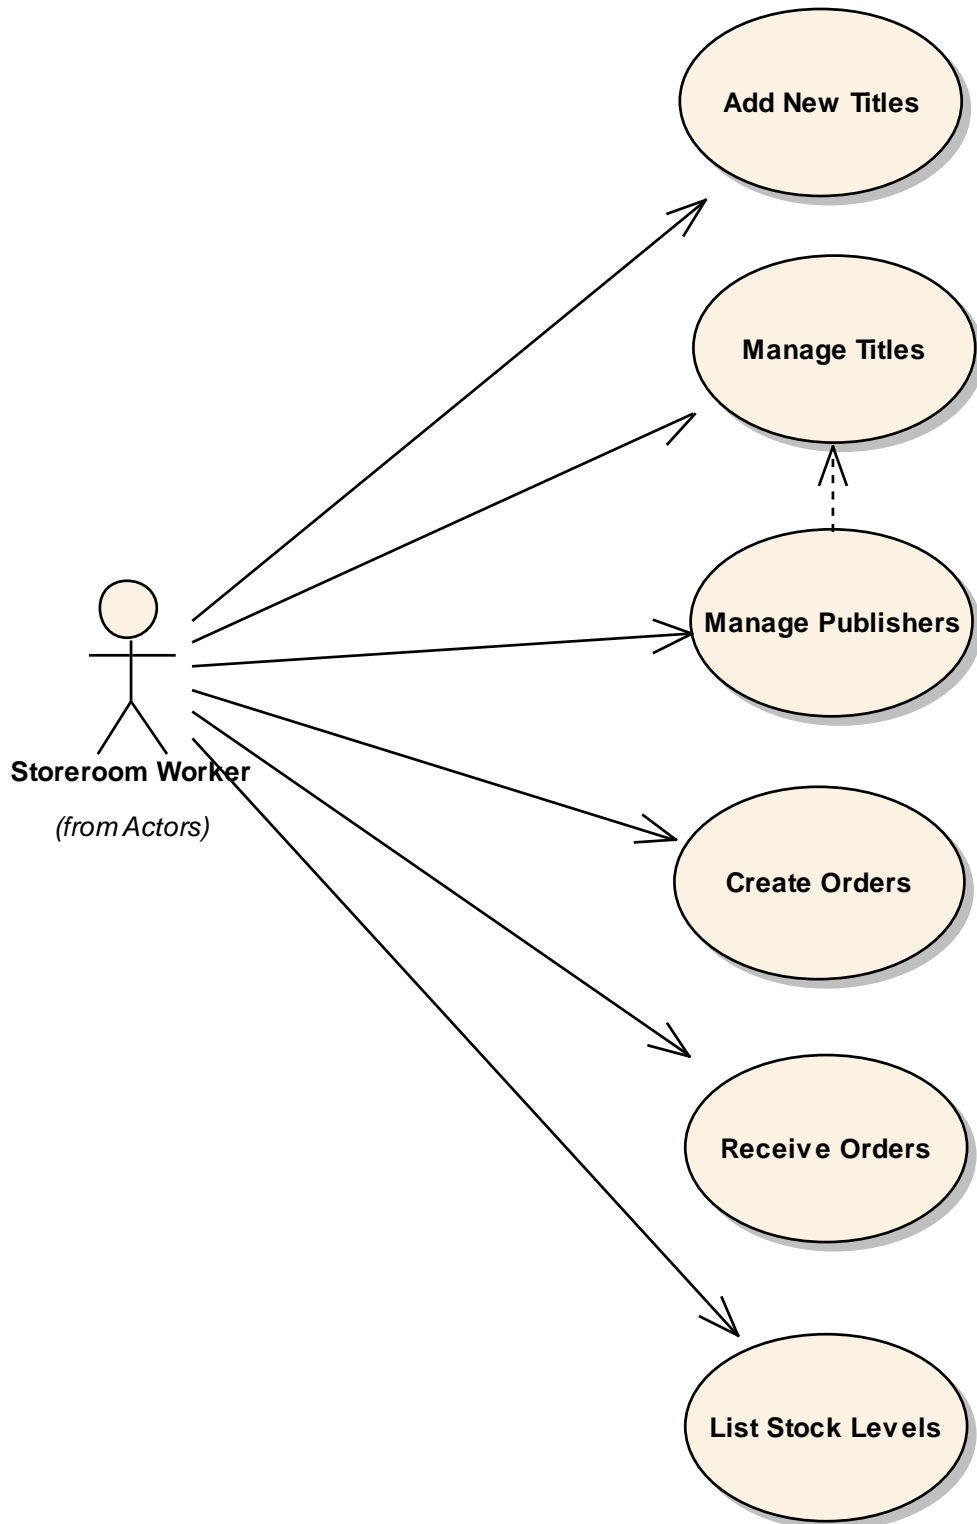 Add New Titles
Manage Titles
Manage Publishers
Storeroom Worker
(from Actors)
Create Orders
Receive Orders
List Stock Levels